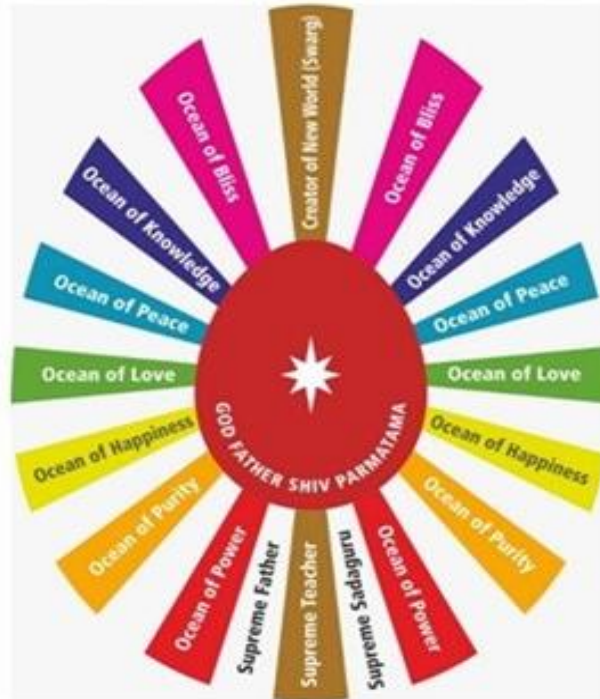 Creator of New World (Swarg)
Ocean of Bliss
Ocean of Bliss
Ocean of Knowledge
Ocean of Knowledge
Ocean of Peace
Ocean of Peace
Ocean of Love
Ocean of Love
GOD FATHER SHIV PARMATAMA
Ocean of Happiness
Ocean of Happiness
Ocean of Purity
Ocean of Purity
Ocean of Power
Supreme Father
Supreme Teacher
Supreme Sadaguru
Ocean of Power